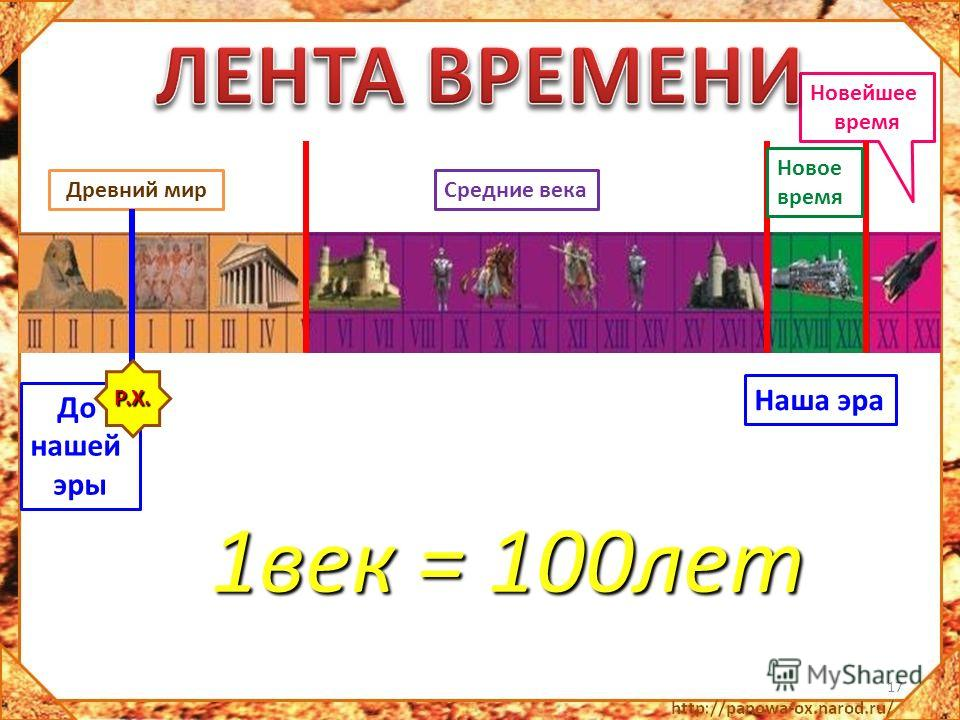 ЛЕНТА ВРЕМЕНИ
Новейшее
время
Древний мир
Средние века
Новое
время
III II I I II III IV V VI VII VIII IX X XI XII XIII XIV XV XVI XVII XVIII XIX XX XXI
Р.Х.
До
нашей
эры
Наша эра
1век = 100лет
MyShared
17
http://papowa-ox.narod.ru/